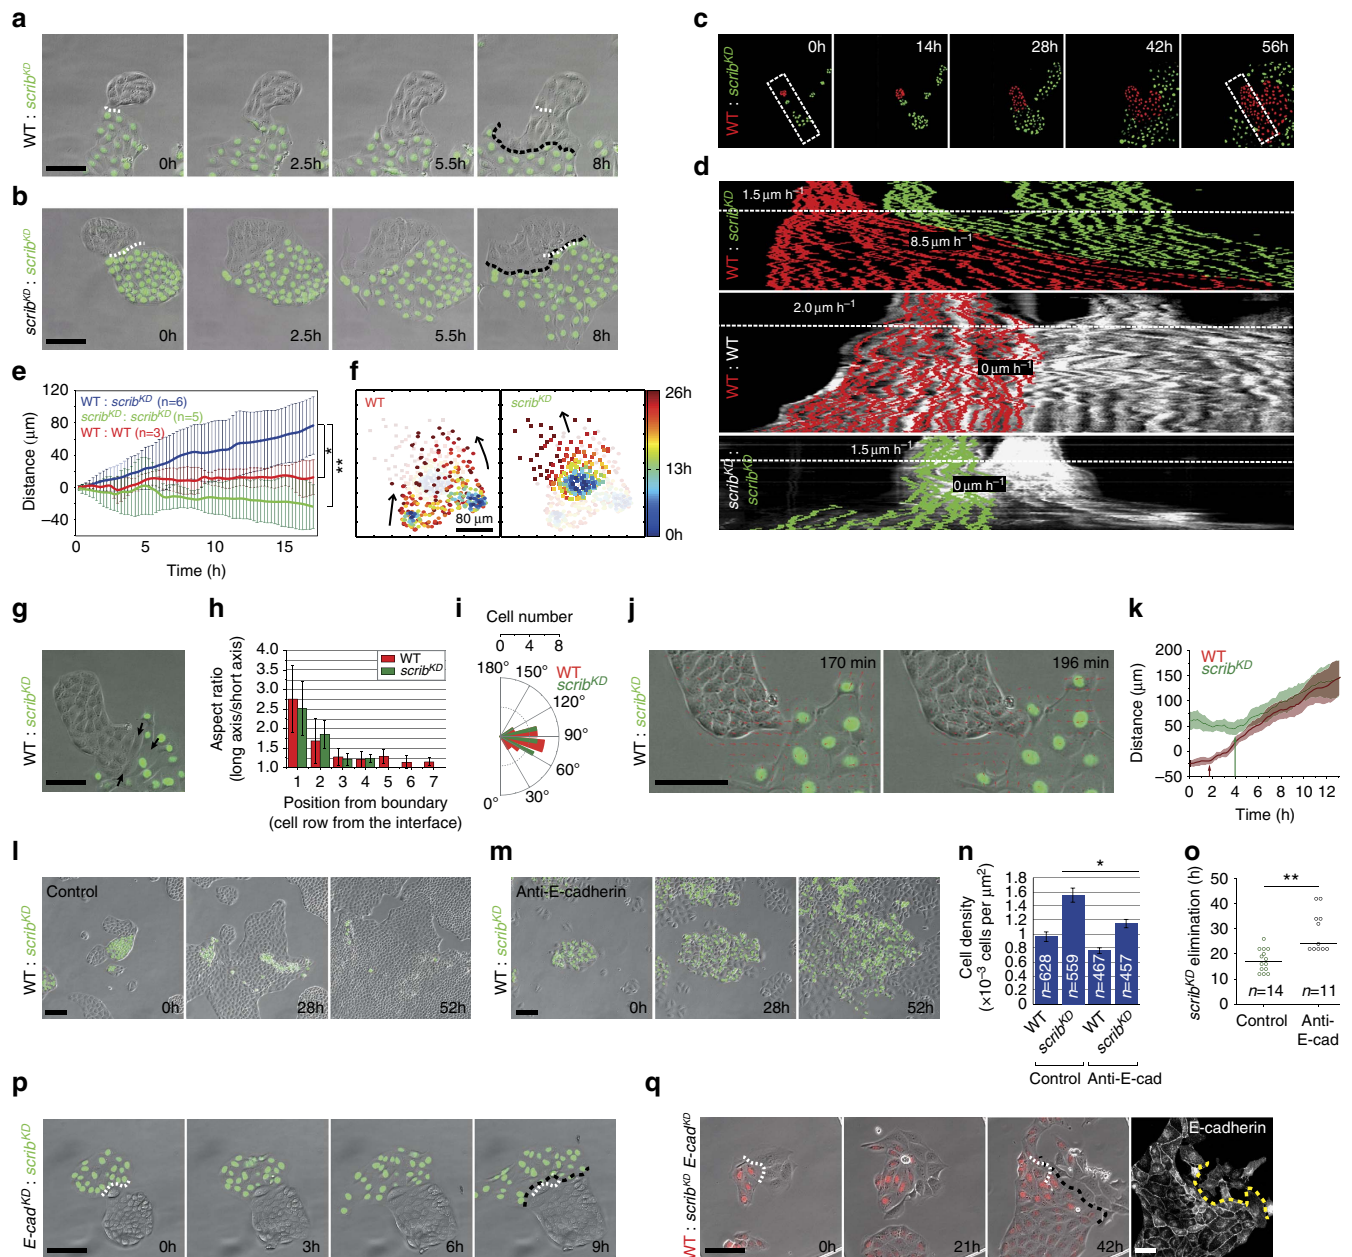 a
WT : scribKD
0h
2.5h
5.5h
8h
b
scribKD : scribKD
0h
2.5h
5.5h
8h
c
WT : scribKD
0h
14h
28h
42h
56h
d
WT : scribKD
1.5 µm h−1
8.5 µm h−1
WT : WT
2.0 µm h−1
0 µm h−1
scribKD : scribKD
1.5 µm h−1
0 µm h−1
e
Distance (µm)
120
80
40
0
−40
WT : scribKD (n=6)
scribKD : scribKD (n=5)
WT : WT (n=3)
*
**
0
5
10
15
Time (h)
f
WT
scribKD
80 µm
26h
13h
0h
g
WT : scribKD
h
Aspect ratio
(long axis/short axis)
4.0
3.5
3.0
2.5
2.0
1.5
1.0
WT
scribKD
1 2 3 4 5 6 7
Position from boundary
(cell row from the interface)
i
Cell number
0 4 8
180°
150°
120°
90°
60°
30°
0°
WT
scribKD
j
WT : scribKD
170 min
196 min
k
Distance (µm)
200
150
100
50
0
−50
WT
scribKD
0 2 4 6 8 10 12
Time (h)
l
WT : scribKD
Control
0h
28h
52h
m
WT : scribKD
Anti-E-cadherin
0h
28h
52h
n
Cell density
(×10−3 cells per µm2)
1.8
1.6
1.4
1.2
1
0.8
0.6
0.4
0.2
0
*
n=628
n=559
n=467
n=457
WT
scribKD
WT
scribKD
Control
Anti-E-cad
o
scribKD elimination (h)
50
40
30
20
10
0
**
n=14
n=11
Control
Anti-
E-cad
p
E-cadKD : scribKD
0h
3h
6h
9h
q
WT : scribKD E-cadKD
0h
21h
42h
E-cadherin